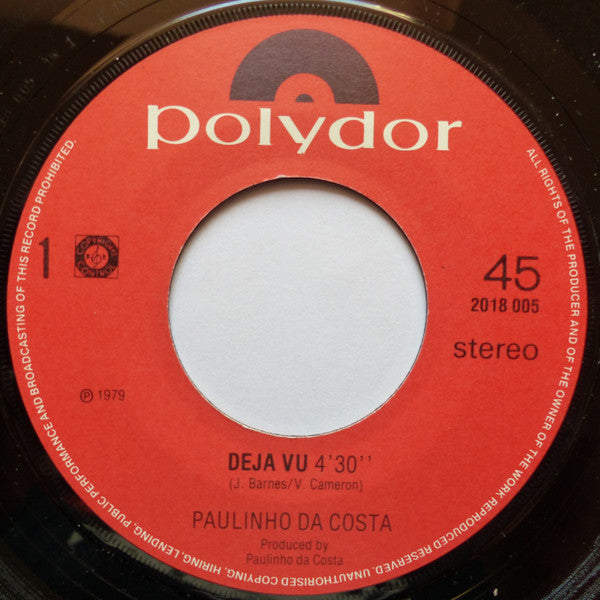 polydor
1
COPYRIGHT
CONTROL
45
2018 005
stereo
℗ 1979
DEJA VU 4'30''
(J. Barnes/V. Cameron)
PAULINHO DA COSTA
Produced by
Paulinho da Costa
ALL RIGHTS OF THE PRODUCER AND OF THE OWNER OF THE WORK REPRODUCED RESERVED. UNAUTHORISED COPYING, HIRING, LENDING, PUBLIC PERFORMANCE AND BROADCASTING OF THIS RECORD PROHIBITED.